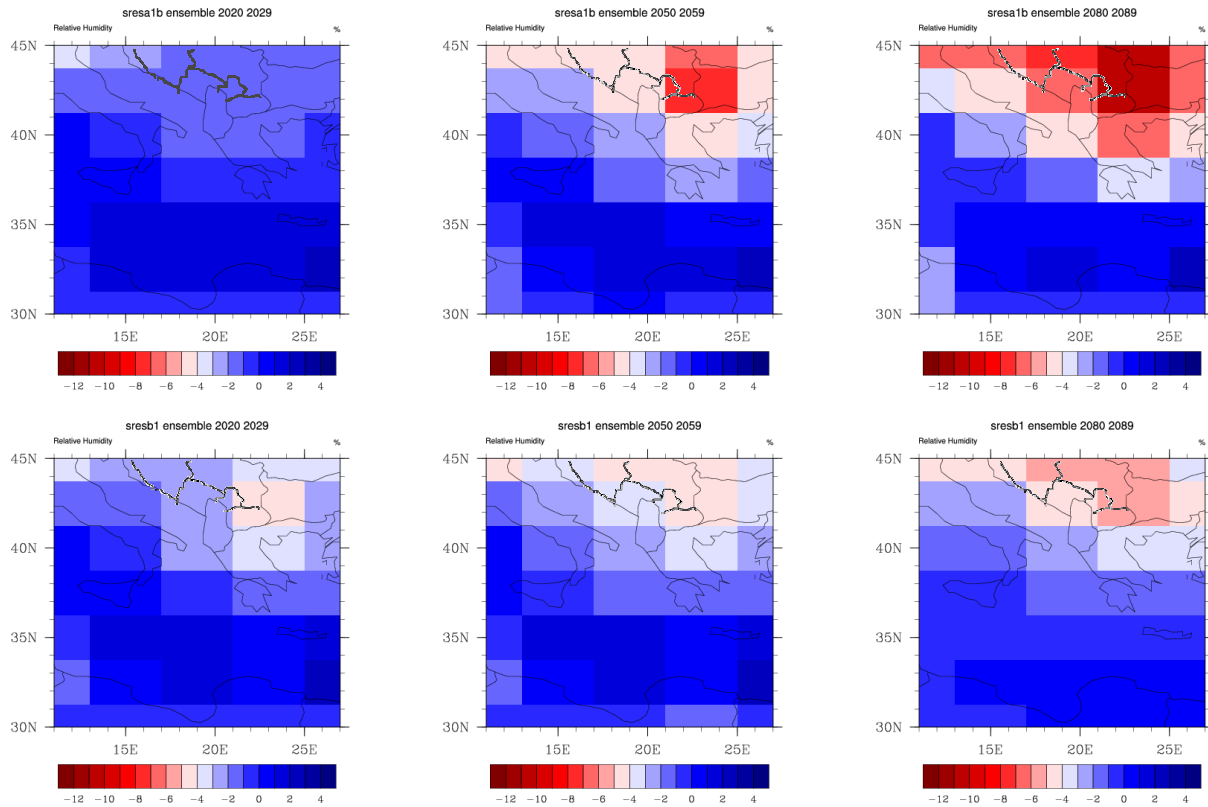 sresa1b ensemble 2020 2029
Relative Humidity %
45N
40N
35N
30N
15E 20E 25E
−12 −10 −8 −6 −4 −2 0 2 4
sresa1b ensemble 2050 2059
Relative Humidity %
45N
40N
35N
30N
15E 20E 25E
−12 −10 −8 −6 −4 −2 0 2 4
sresa1b ensemble 2080 2089
Relative Humidity %
45N
40N
35N
30N
15E 20E 25E
−12 −10 −8 −6 −4 −2 0 2 4
sresb1 ensemble 2020 2029
Relative Humidity %
45N
40N
35N
30N
15E 20E 25E
−12 −10 −8 −6 −4 −2 0 2 4
sresb1 ensemble 2050 2059
Relative Humidity %
45N
40N
35N
30N
15E 20E 25E
−12 −10 −8 −6 −4 −2 0 2 4
sresb1 ensemble 2080 2089
Relative Humidity %
45N
40N
35N
30N
15E 20E 25E
−12 −10 −8 −6 −4 −2 0 2 4